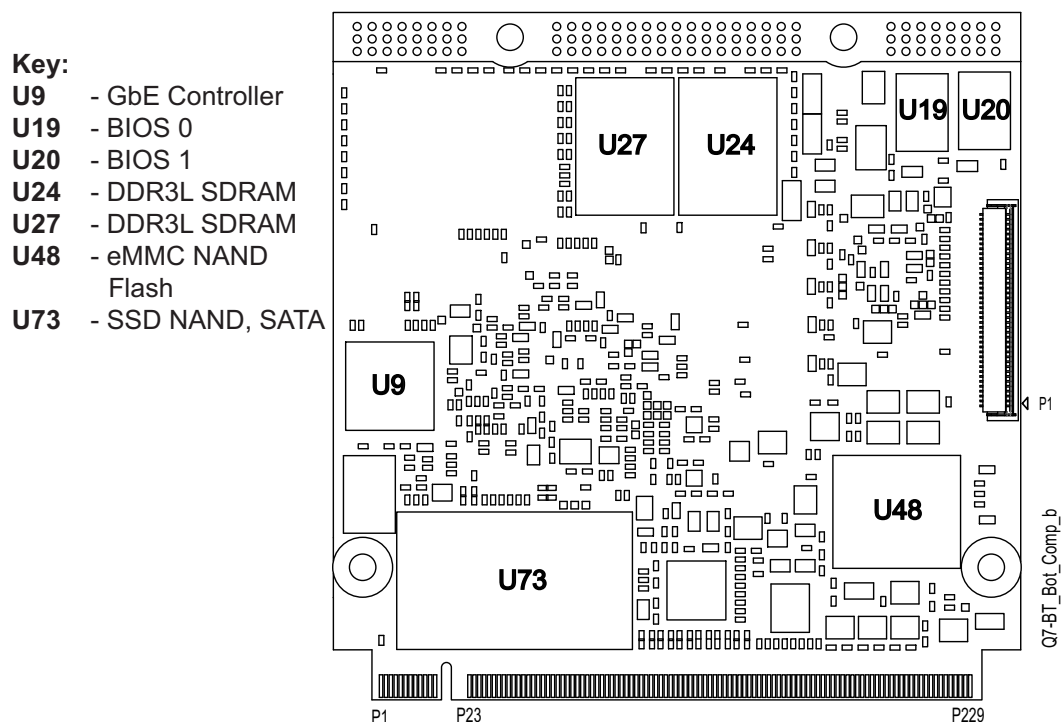 Key:
U9 - GbE Controller
U19 - BIOS 0
U20 - BIOS 1
U24 - DDR3L SDRAM
U27 - DDR3L SDRAM
U48 - eMMC NAND
Flash
U73 - SSD NAND, SATA
U27
U24
U19
U20
U9
P1
U48
U73
Q7-BT_Bot_Comp_b
P1
P23
P229